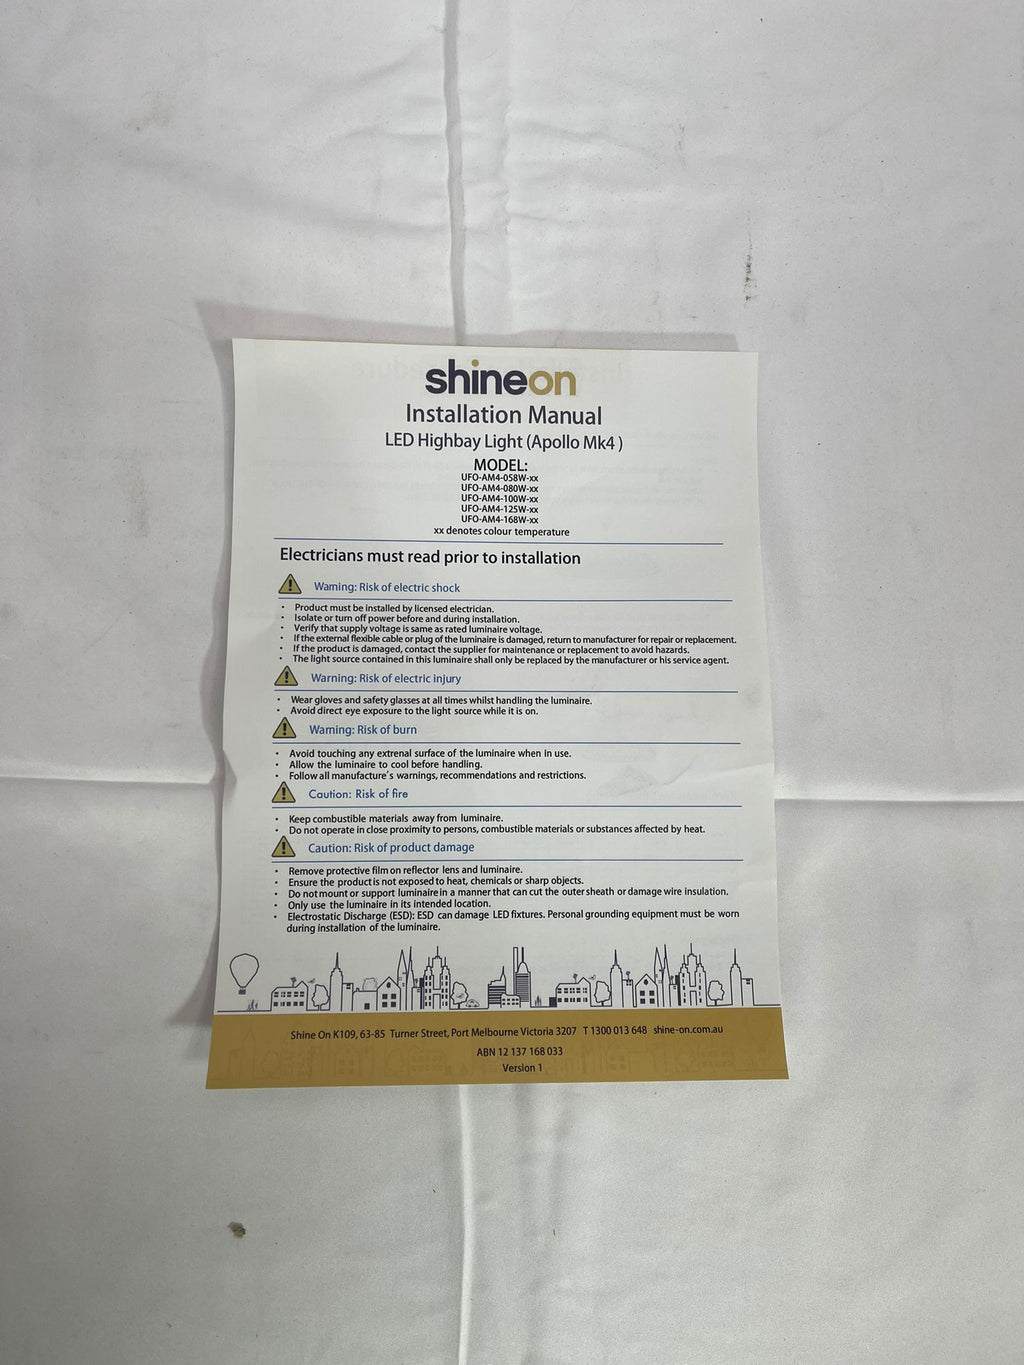 shineon
Installation Manual
LED Highbay Light (Apollo Mk4 )
MODEL:
UFO-AM4-058W-xx
UFO-AM4-080W-xx
UFO-AM4-100W-xx
UFO-AM4-125W-xx
UFO-AM4-168W-xx
xx denotes colour temperature
Electricians must read prior to installation
Warning: Risk of electric shock
• Product must be installed by licensed electrician.
• Isolate or turn off power before and during installation.
• Verify that supply voltage is same as rated luminaire voltage.
• If the external flexible cable or plug of the luminaire is damaged, return to manufacturer for repair or replacement.
• If the product is damaged, contact the supplier for maintenance or replacement to avoid hazards.
• The light source contained in this luminaire shall only be replaced by the manufacturer or his service agent.
Warning: Risk of electric injury
• Wear gloves and safety glasses at all times whilst handling the luminaire.
• Avoid direct eye exposure to the light source while it is on.
Warning: Risk of burn
• Avoid touching any extrenal surface of the luminaire when in use.
• Allow the luminaire to cool before handling.
• Follow all manufacture's warnings, recommendations and restrictions.
Caution: Risk of fire
• Keep combustible materials away from luminaire.
• Do not operate in close proximity to persons, combustible materials or substances affected by heat.
Caution: Risk of product damage
• Remove protective film on reflector lens and luminaire.
• Ensure the product is not exposed to heat, chemicals or sharp objects.
• Do not mount or support luminaire in a manner that can cut the outer sheath or damage wire insulation.
• Only use the luminaire in its intended location.
• Electrostatic Discharge (ESD): ESD can damage LED fixtures. Personal grounding equipment must be worn
during installation of the luminaire.
Shine On K109, 63-85 Turner Street, Port Melbourne Victoria 3207 T 1300 013 648 shine-on.com.au
ABN 12 137 168 033
Version 1